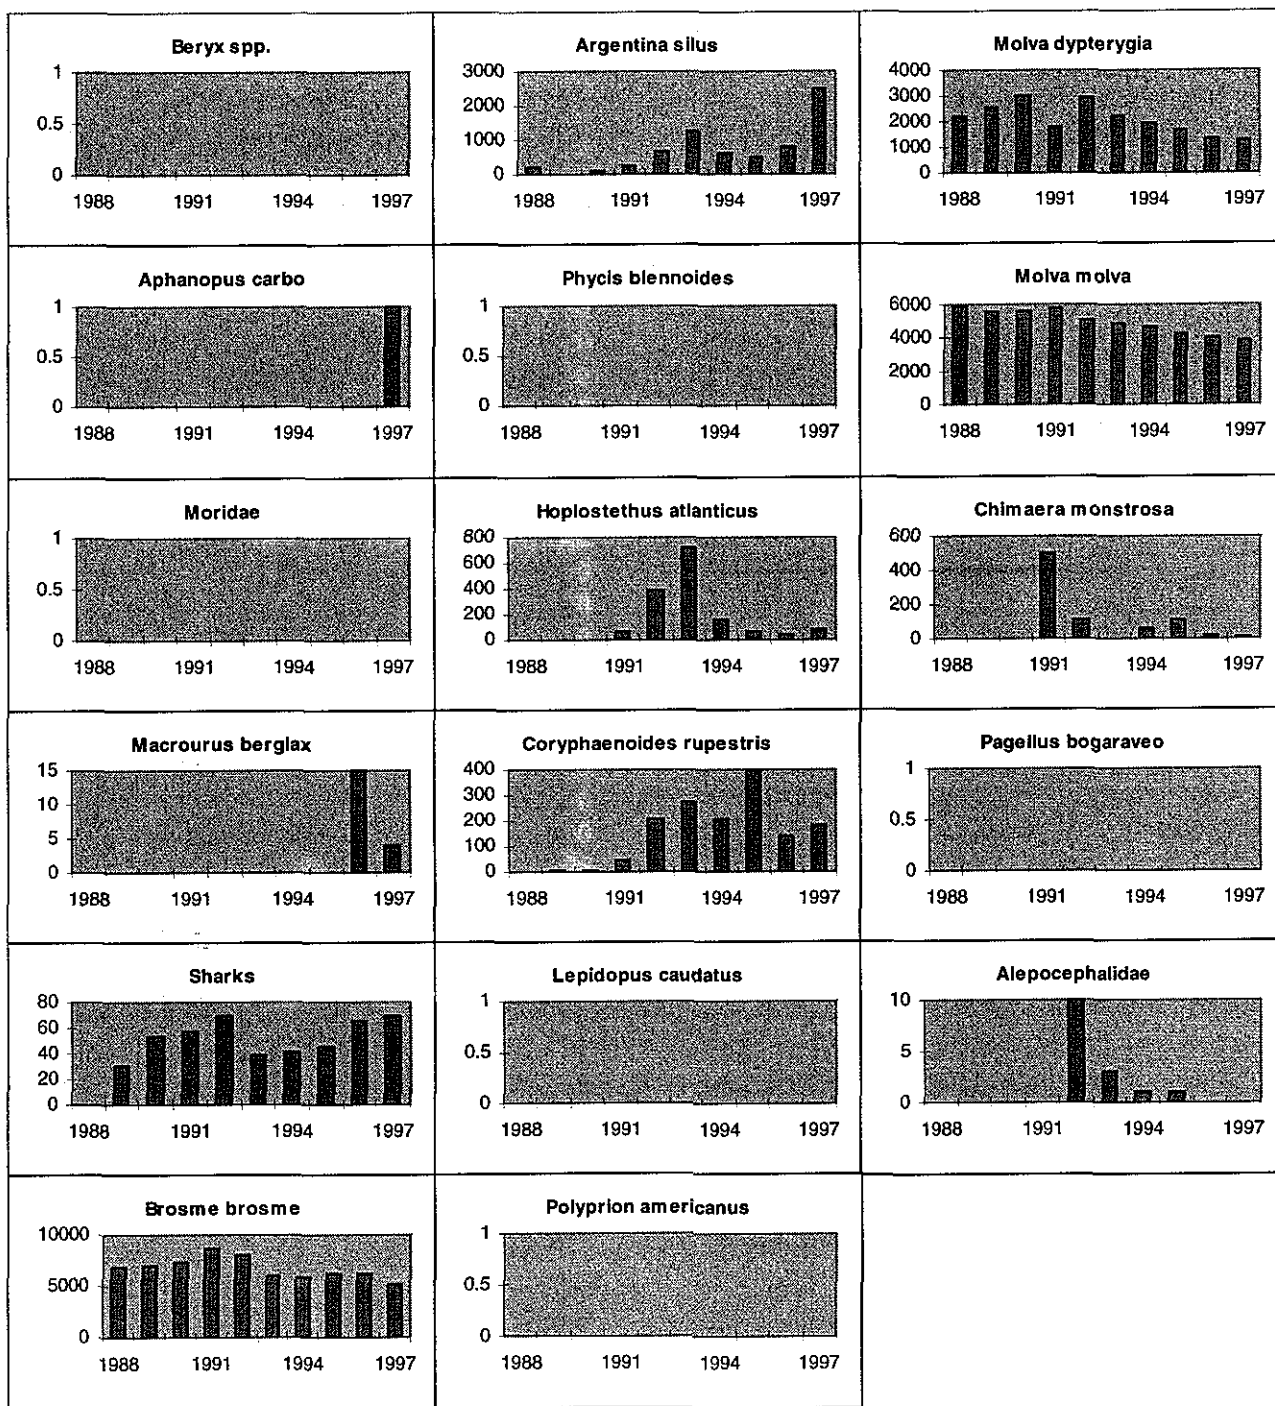 Beryx spp.
1
0.5
0
1988 1991 1994 1997
Argentina silus
3000
2000
1000
0
1988 1991 1994 1997
Molva dypterygia
4000
3000
2000
1000
0
1988 1991 1994 1997
Aphanopus carbo
1
0.5
0
1988 1991 1994 1997
Phycis blennoides
1
0.5
0
1988 1991 1994 1997
Molva molva
6000
4000
2000
0
1988 1991 1994 1997
Moridae
1
0.5
0
1988 1991 1994 1997
Hoplostethus atlanticus
800
600
400
200
0
1988 1991 1994 1997
Chimaera monstrosa
600
400
200
0
1988 1991 1994 1997
Macrourus berglax
15
10
5
0
1988 1991 1994 1997
Coryphaenoides rupestris
400
300
200
100
0
1988 1991 1994 1997
Pagellus bogaraveo
1
0.5
0
1988 1991 1994 1997
Sharks
80
60
40
20
0
1988 1991 1994 1997
Lepidopus caudatus
1
0.5
0
1988 1991 1994 1997
Alepocephalidae
10
5
0
1988 1991 1994 1997
Brosme brosme
10000
5000
0
1988 1991 1994 1997
Polyprion americanus
1
0.5
0
1988 1991 1994 1997